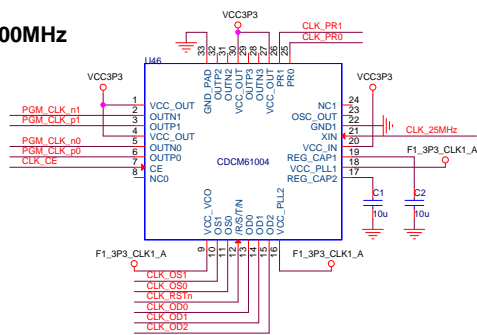 00MHz
VCC3P3
CLK_PR1
CLK_PR0
U46
33 32 31 30 29 28 27 26 25
GND_PAD
OUTP2
OUTN2
VCC_OUT
OUTP3
OUTN3
VCC_OUT
PR1
PR0
VCC3P3
VCC3P3
1 VCC_OUT
PGM_CLK_n1 2 OUTN1
PGM_CLK_p1 3 OUTP1
4 VCC_OUT
PGM_CLK_n0 5 OUTN0
PGM_CLK_p0 6 OUTP0
CLK_CE 7 CE
8 NC0
CDCM61004
NC1 24
OSC_OUT 23
GND1 22
XIN 21 CLK_25MHz
VCC_IN 20
REG_CAP1 19 F1_3P3_CLK1_A
VCC_PLL1 18
REG_CAP2 17
C1
10u
C2
10u
VCC_VCO
OS1
OS0
/R/S/T/N
OD0
OD1
OD2
VCC_PLL2
9 10 11 12 13 14 15 16
F1_3P3_CLK1_A
F1_3P3_CLK1_A
CLK_OS1
CLK_OS0
CLK_RSTn
CLK_OD0
CLK_OD1
CLK_OD2